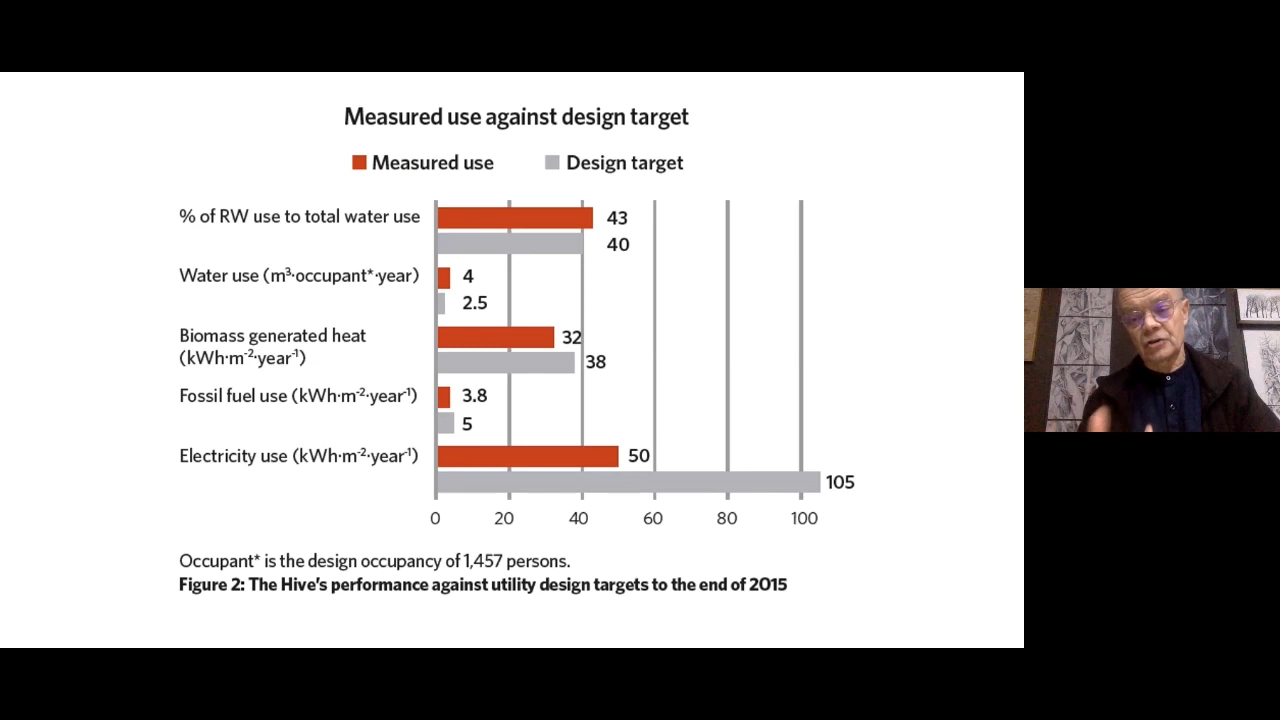 Measured use against design target
Measured use Design target
% of RW use to total water use
43
40
Water use (m³·occupant*·year)
4
2.5
Biomass generated heat
(kWh·m⁻²·year⁻¹)
32
38
Fossil fuel use (kWh·m⁻²·year⁻¹)
3.8
5
Electricity use (kWh·m⁻²·year⁻¹)
50
105
0 20 40 60 80 100
Occupant* is the design occupancy of 1,457 persons.
Figure 2: The Hive's performance against utility design targets to the end of 2015